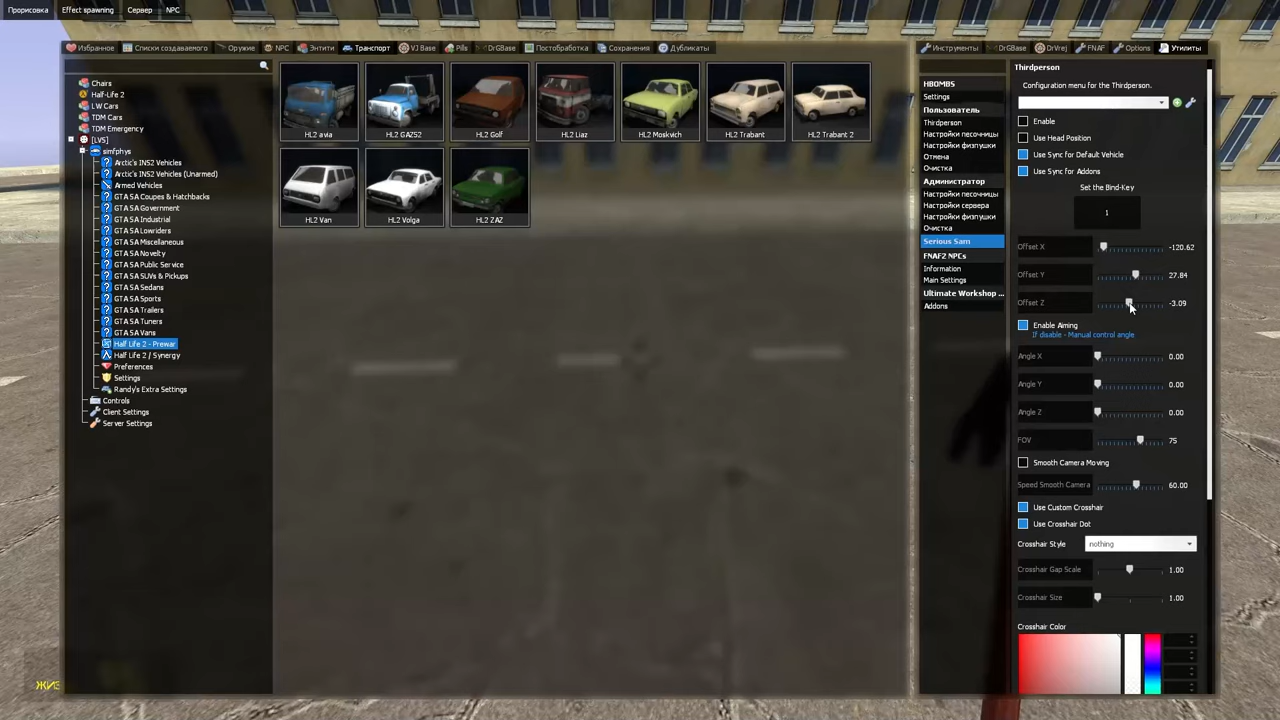 Прорисовка Effect spawning Сервер NPC
Избранное Списки создаваемого Оружие NPC Энтити Транспорт VJ Base Pills DrGBase Постобработка Сохранения Дубликаты
Chairs
Half-Life 2
LW Cars
TDM Cars
TDM Emergency
[LVS]
simfphys
Arctic's INS2 Vehicles
Arctic's INS2 Vehicles (Unarmed)
Armed Vehicles
GTA SA Coupes & Hatchbacks
GTA SA Government
GTA SA Industrial
GTA SA Lowriders
GTA SA Miscellaneous
GTA SA Novelty
GTA SA Public Service
GTA SA SUVs & Pickups
GTA SA Sedans
GTA SA Sports
GTA SA Trailers
GTA SA Tuners
GTA SA Vans
Half Life 2 - Prewar
Half Life 2 / Synergy
Preferences
Settings
Randy's Extra Settings
Controls
Client Settings
Server Settings
HL2 avia HL2 GAZ52 HL2 Golf HL2 Liaz HL2 Moskvich HL2 Trabant HL2 Trabant 2
HL2 Van HL2 Volga HL2 ZAZ
Инструменты DrGBase DrVrej FNAF Options Утилиты
HBOMBS
Settings
Пользователь
Thirdperson
Настройки песочницы
Настройки физпушки
Отмена
Очистка
Администратор
Настройки песочницы
Настройки сервера
Настройки физпушки
Очистка
Serious Sam
FNAF2 NPCs
Information
Main Settings
Ultimate Workshop ...
Addons
Thirdperson
Configuration menu for the Thirdperson.
Enable
Use Head Position
Use Sync for Default Vehicle
Use Sync for Addons
Set the Bind-Key
1
Offset X -120.62
Offset Y 27.84
Offset Z -3.09
Enable Aiming
If disable - Manual control angle
Angle X 0.00
Angle Y 0.00
Angle Z 0.00
FOV 75
Smooth Camera Moving
Speed Smooth Camera 60.00
Use Custom Crosshair
Use Crosshair Dot
Crosshair Style nothing
Crosshair Gap Scale 1.00
Crosshair Size 1.00
Crosshair Color